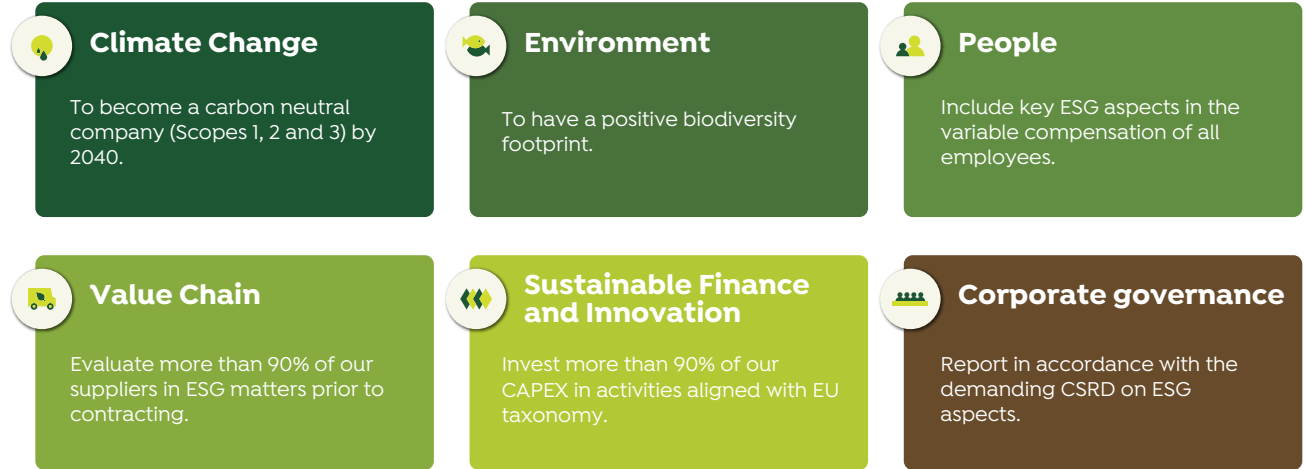 Climate Change
To become a carbon neutral
company (Scopes 1, 2 and 3) by
2040.
Environment
To have a positive biodiversity
footprint.
People
Include key ESG aspects in the
variable compensation of all
employees.
Value Chain
Evaluate more than 90% of our
suppliers in ESG matters prior to
contracting.
Sustainable Finance
and Innovation
Invest more than 90% of our
CAPEX in activities aligned with EU
taxonomy.
Corporate governance
Report in accordance with the
demanding CSRD on ESG
aspects.